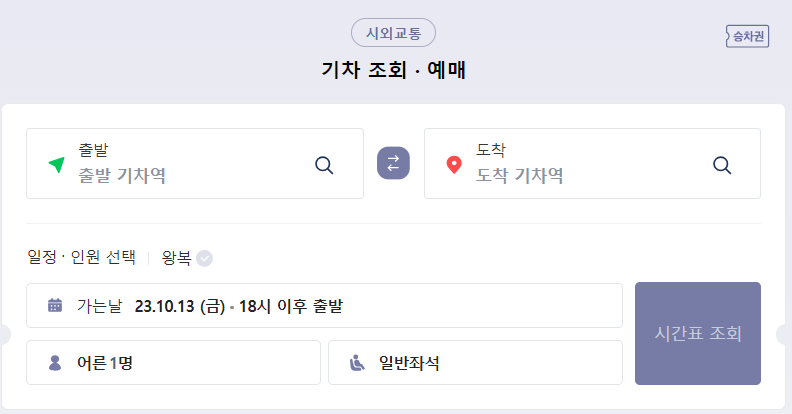 시외교통
승차권
기차 조회 · 예매
출발
출발 기차역
도착
도착 기차역
일정 · 인원 선택 왕복
가는날 23.10.13 (금) 18시 이후 출발
시간표 조회
어른1명
일반좌석